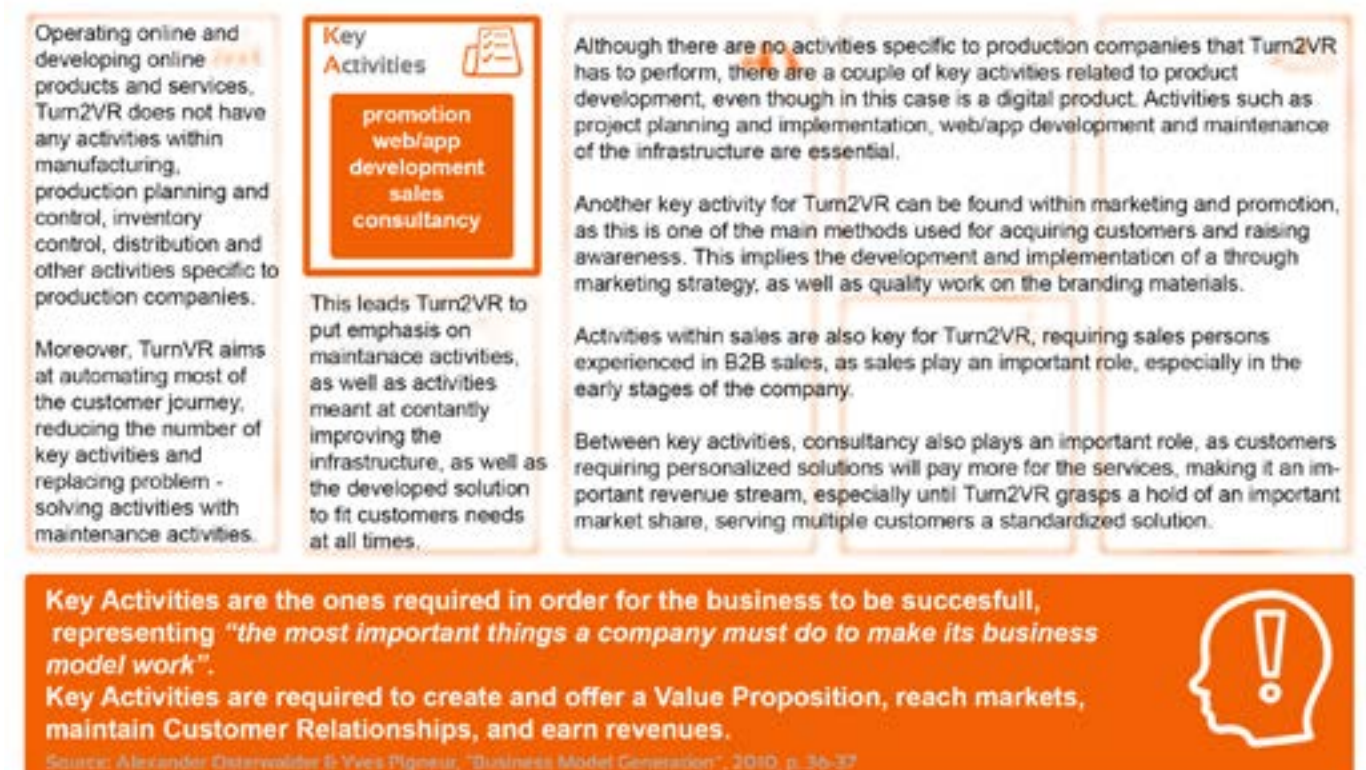 Operating online and
developing online
products and services,
Turn2VR does not have
any activities within
manufacturing,
production planning and
control, inventory
control, distribution and
other activities specific to
production companies.
Moreover, TurnVR aims
at automating most of
the customer journey,
reducing the number of
key activities and
replacing problem -
solving activities with
maintenance activities.
Key
Activities
promotion
web/app
development
sales
consultancy
This leads Turn2VR to
put emphasis on
maintanace activities,
as well as activities
meant at contantly
improving the
infrastructure, as well as
the developed solution
to fit customers needs
at all times.
Although there are no activities specific to production companies that Turn2VR
has to perform, there are a couple of key activities related to product
development, even though in this case is a digital product. Activities such as
project planning and implementation, web/app development and maintenance
of the infrastructure are essential.
Another key activity for Turn2VR can be found within marketing and promotion,
as this is one of the main methods used for acquiring customers and raising
awareness. This implies the development and implementation of a through
marketing strategy, as well as quality work on the branding materials.
Activities within sales are also key for Turn2VR, requiring sales persons
experienced in B2B sales, as sales play an important role, especially in the
early stages of the company.
Between key activities, consultancy also plays an important role, as customers
requiring personalized solutions will pay more for the services, making it an im-
portant revenue stream, especially until Turn2VR grasps a hold of an important
market share, serving multiple customers a standardized solution.
Key Activities are the ones required in order for the business to be succesfull,
representing "the most important things a company must do to make its business
model work".
Key Activities are required to create and offer a Value Proposition, reach markets,
maintain Customer Relationships, and earn revenues.
Source: Alexander Osterwalder & Yves Pigneur, "Business Model Generation", 2010, p. 36-37